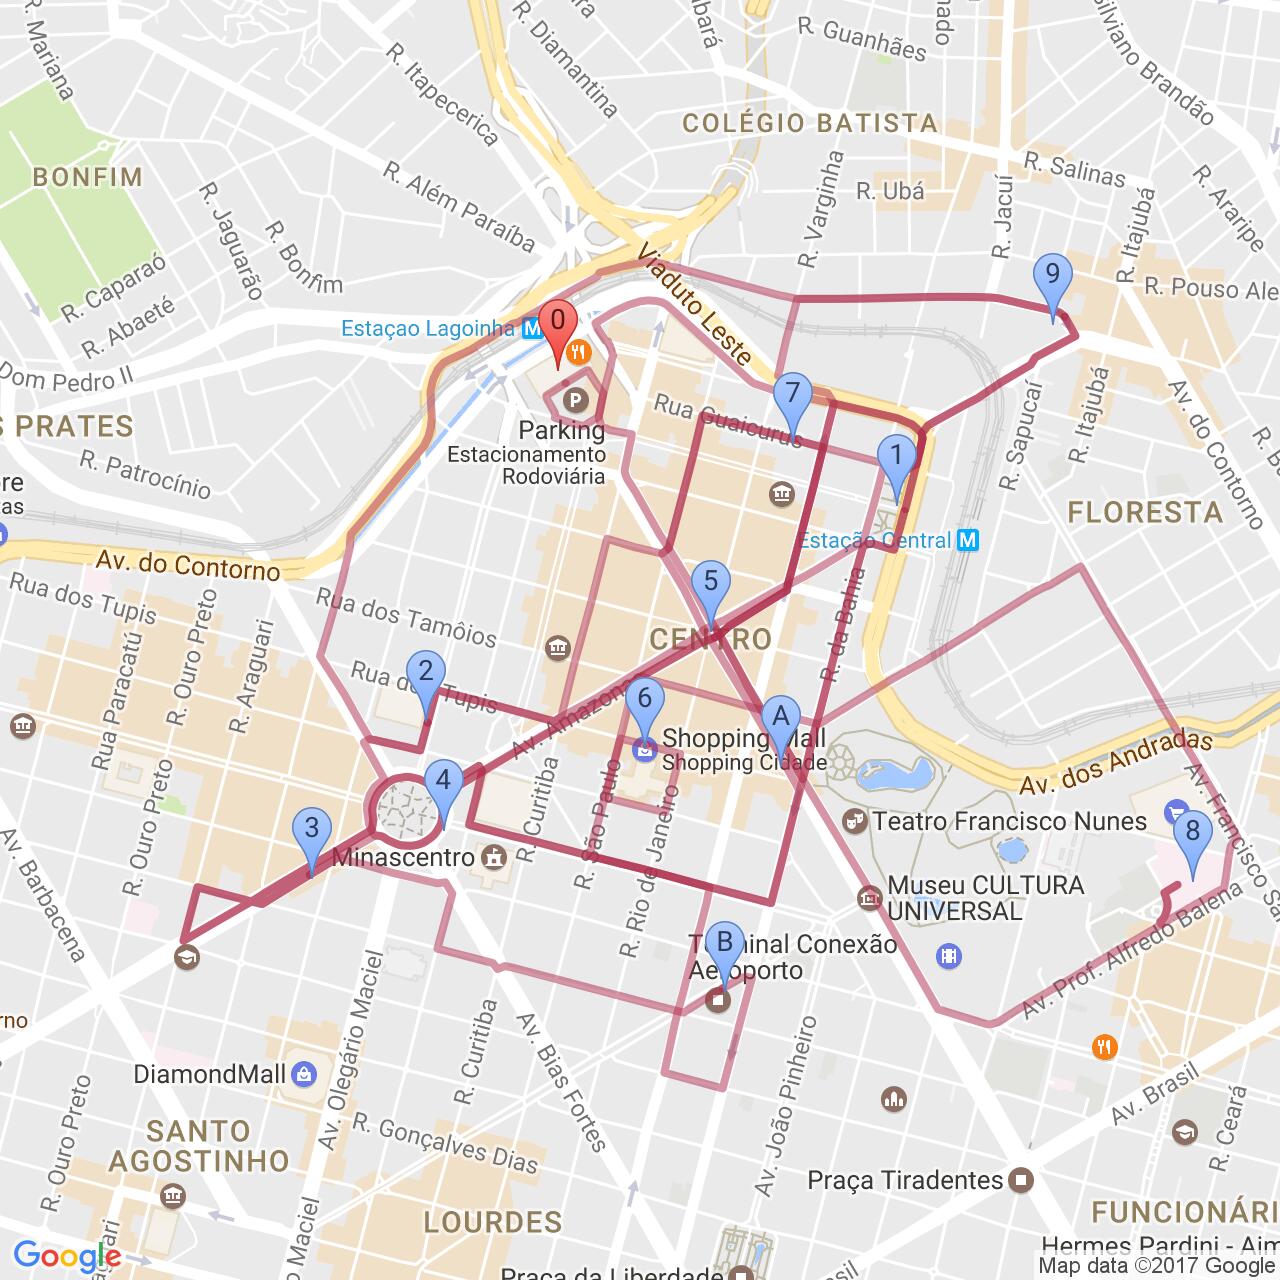 R. Mariana
R. Diamantina
R. Itapecerica
R. Guanhães
Silviano Brandão
COLÉGIO BATISTA
R. Salinas
R. Araripe
BONFIM
R. Além Paraíba
R. Varginha
R. Ubá
R. Jacuí
R. Itajubá
R. Jaguarão
R. Bonfim
R. Caparaó
R. Abaeté
Viaduto Leste
9
R. Pouso Ale
Estaçao Lagoinha M
0
Dom Pedro II
PRATES
R. Patrocínio
P
Parking
Estacionamento
Rodoviária
Rua Guaicurus
7
1
R. Sapucaí
R. Itajubá
Av. do Contorno
FLORESTA
Estação Central M
Av. do Contorno
Rua dos Tupis
Rua dos Tamôios
R. Ouro Preto
Rua Paracatú
R. Araguari
5
CENTRO
R. da Bahia
2
Rua dos Tupis
6
A
Av. Amazonas
Shopping Mall
Shopping Cidade
Av. dos Andradas
4
R. Curitiba
R. São Paulo
R. Rio de Janeiro
3
R. Ouro Preto
Av. Barbacena
Minascentro
Teatro Francisco Nunes
8
Av. Francisco Sa
Museu CULTURA
UNIVERSAL
Av. Prof. Alfredo Balena
B
Terminal Conexão
Aeroporto
Av. Olegário Maciel
R. Curitiba
Av. Bias Fortes
Av. João Pinheiro
DiamondMall
R. Gonçalves Dias
R. Ouro Preto
SANTO
AGOSTINHO
Av. Brasil
R. Ceará
Praça Tiradentes
LOURDES
FUNCIONÁRI
Hermes Pardini - Aim
Praça da Liberdade
Google
Map data ©2017 Google